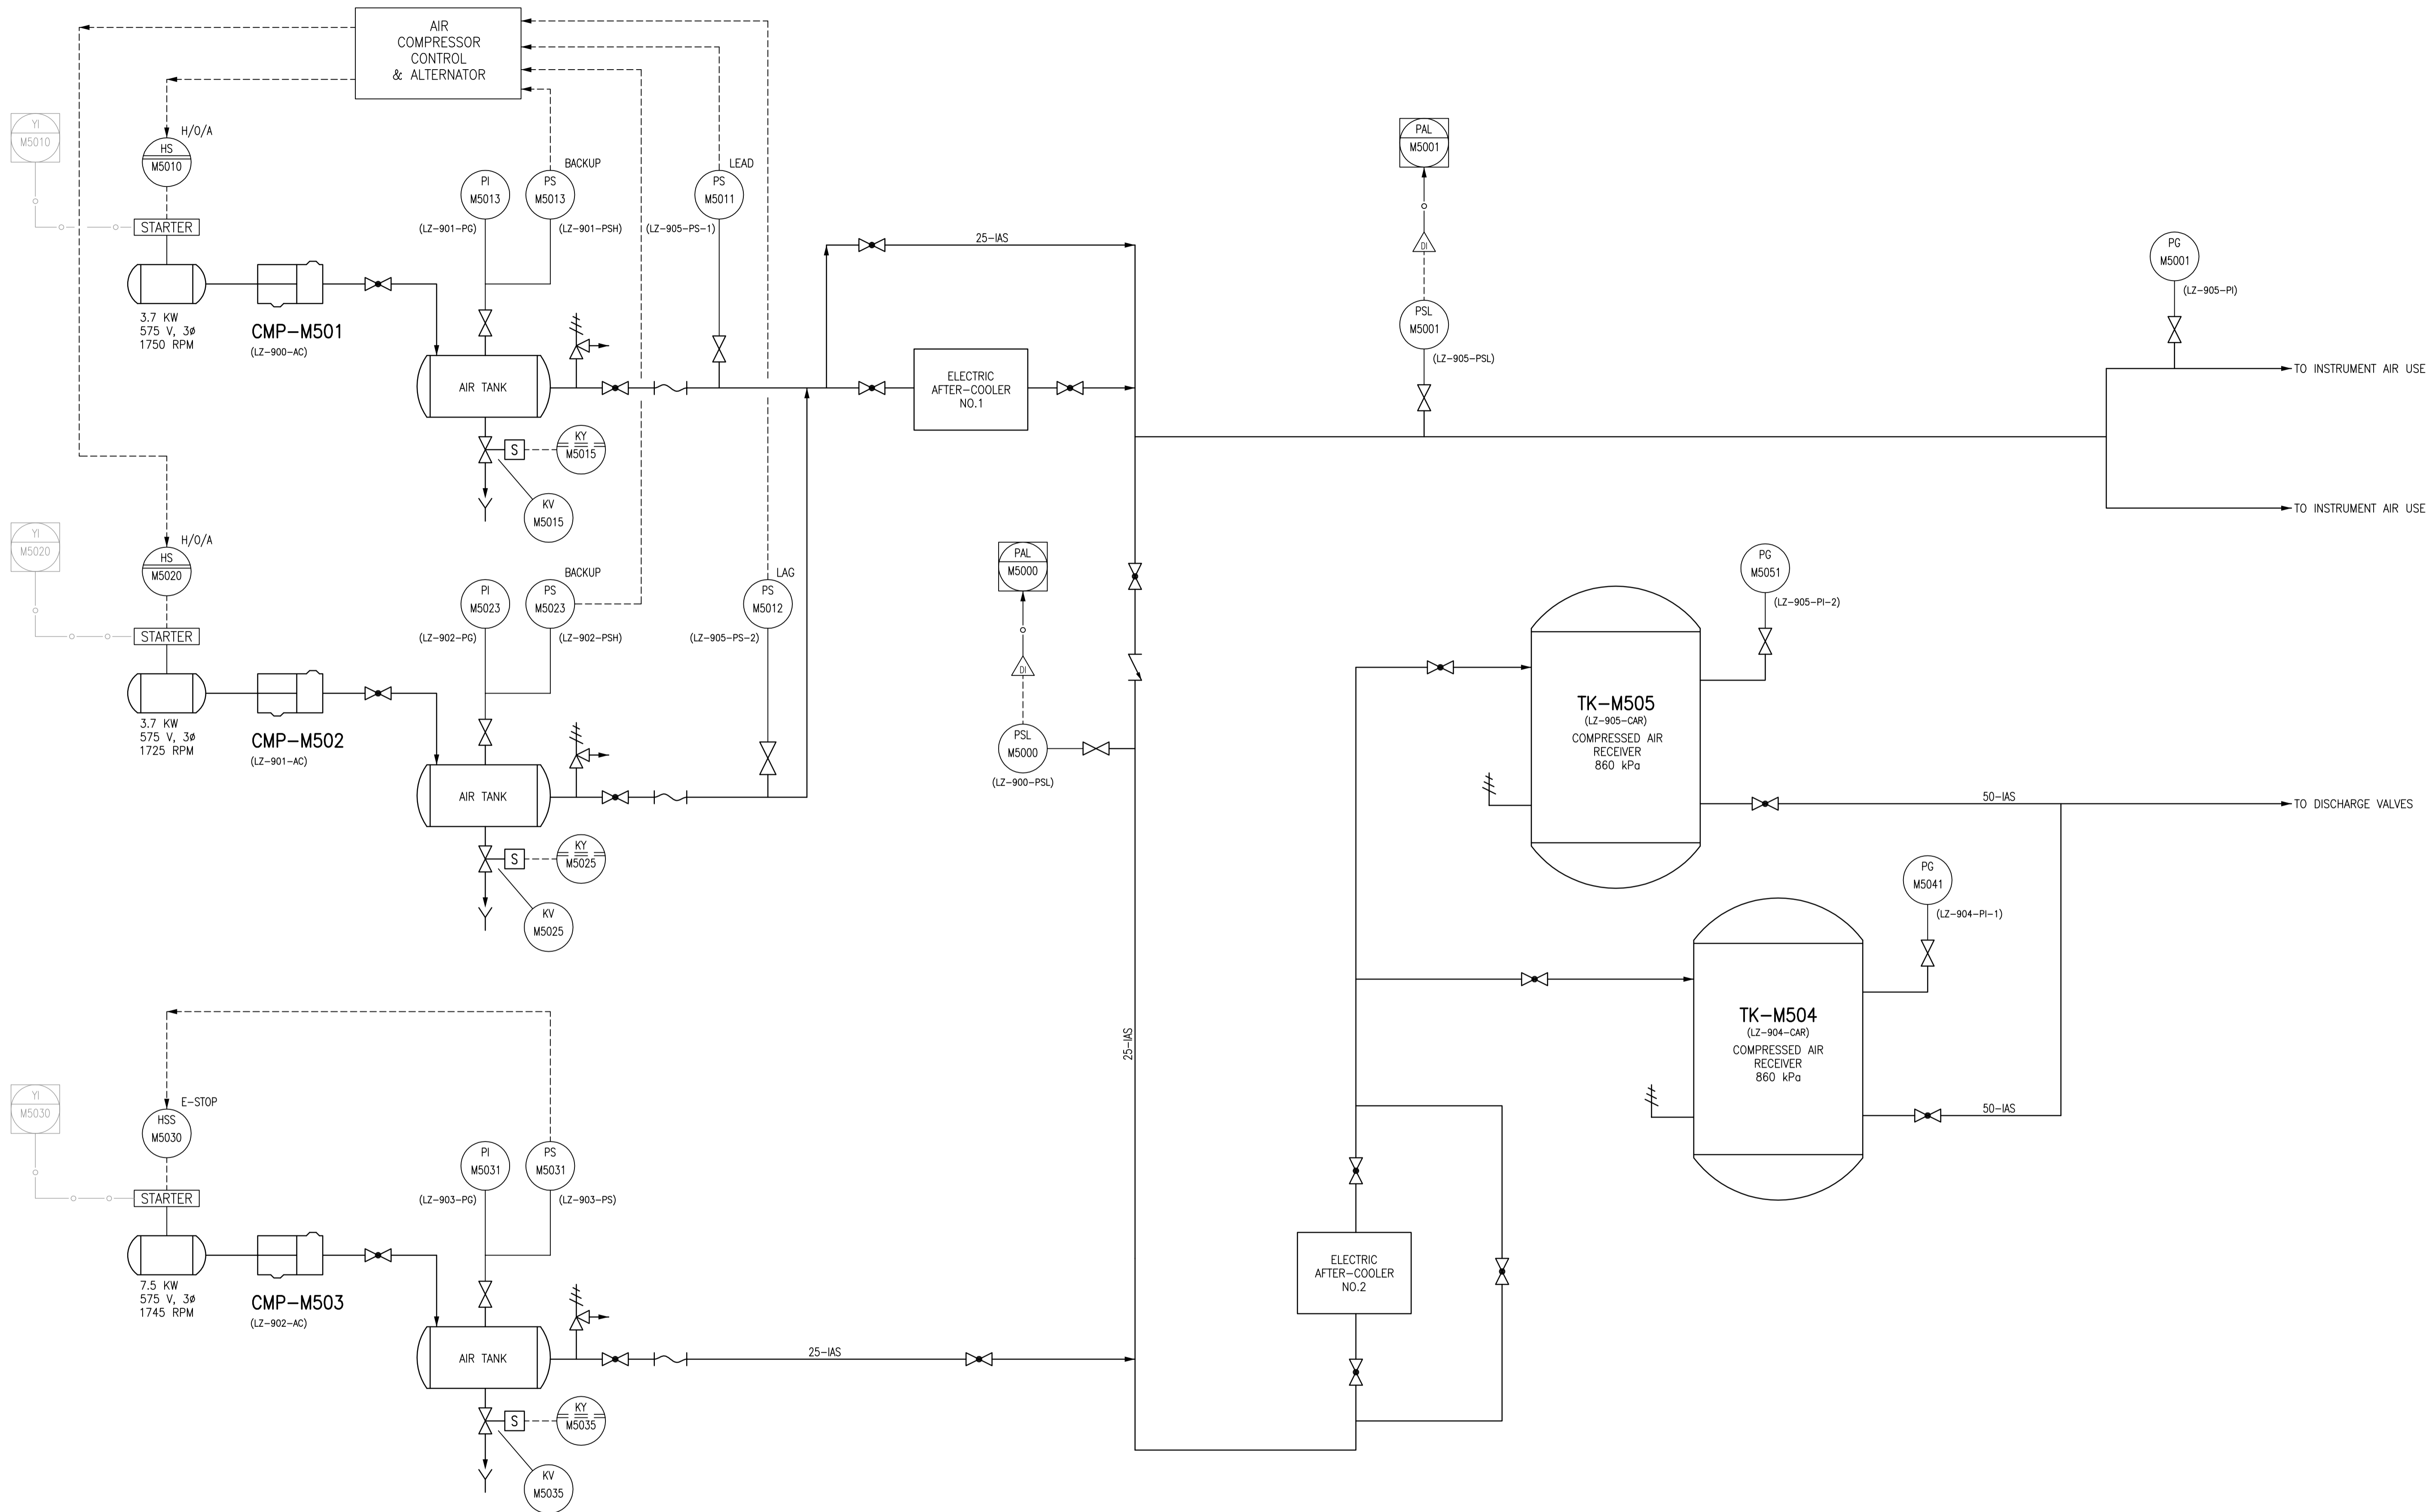 AIR
COMPRESSOR
CONTROL
& ALTERNATOR
YI
M5010
HS
M5010
H/O/A
STARTER
3.7 KW
575 V, 3ø
1750 RPM
CMP-M501
(LZ-900-AC)
PI
M5013
(LZ-901-PG)
BACKUP
PS
M5013
(LZ-901-PSH)
LEAD
PS
M5011
(LZ-905-PS-1)
AIR TANK
S
KY
M5015
KV
M5015
25-IAS
ELECTRIC
AFTER-COOLER
NO.1
PAL
M5001
DI
PSL
M5001
(LZ-905-PSL)
PG
M5001
(LZ-905-PI)
TO INSTRUMENT AIR USE
TO INSTRUMENT AIR USE
YI
M5020
HS
M5020
H/O/A
STARTER
3.7 KW
575 V, 3ø
1725 RPM
CMP-M502
(LZ-901-AC)
PI
M5023
(LZ-902-PG)
BACKUP
PS
M5023
(LZ-902-PSH)
LAG
PS
M5012
(LZ-905-PS-2)
AIR TANK
S
KY
M5025
KV
M5025
PAL
M5000
DI
PSL
M5000
(LZ-900-PSL)
25-IAS
PG
M5051
(LZ-905-PI-2)
TK-M505
(LZ-905-CAR)
COMPRESSED AIR
RECEIVER
860 kPa
50-IAS
TO DISCHARGE VALVES
PG
M5041
(LZ-904-PI-1)
TK-M504
(LZ-904-CAR)
COMPRESSED AIR
RECEIVER
860 kPa
50-IAS
YI
M5030
HSS
M5030
E-STOP
STARTER
7.5 KW
575 V, 3ø
1745 RPM
CMP-M503
(LZ-902-AC)
PI
M5031
(LZ-903-PG)
PS
M5031
(LZ-903-PS)
AIR TANK
S
KY
M5035
KV
M5035
25-IAS
ELECTRIC
AFTER-COOLER
NO.2